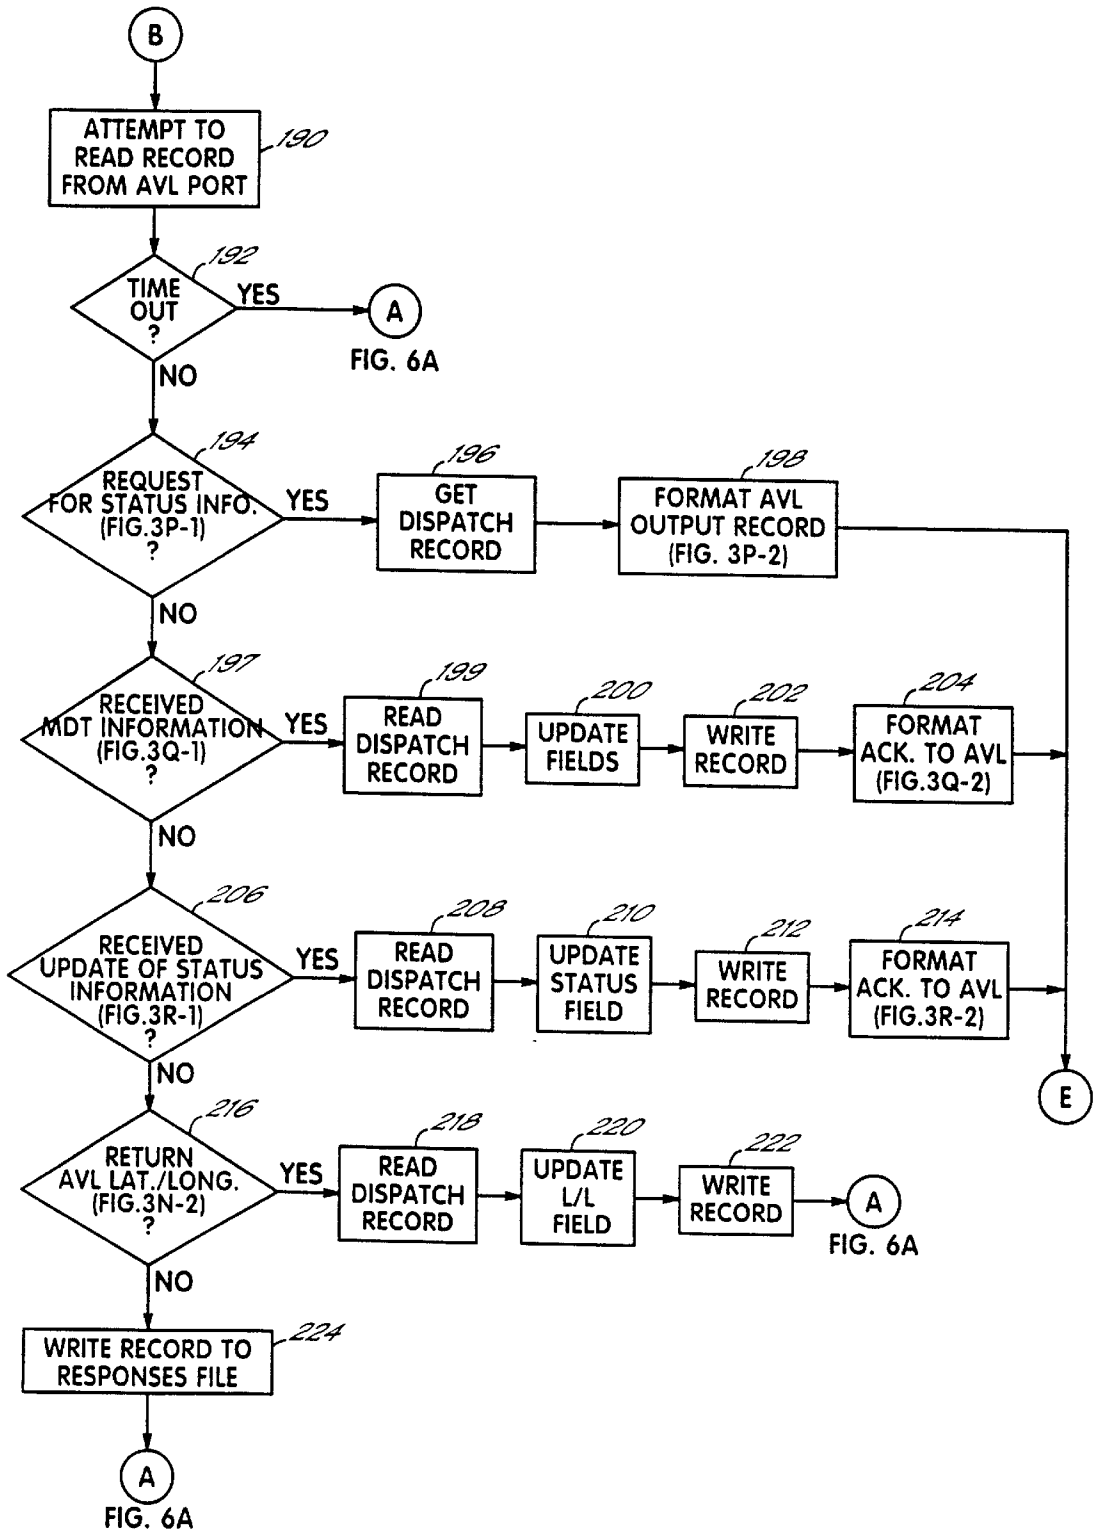 B
ATTEMPT TO
READ RECORD
FROM AVL PORT
190
192
TIME
OUT
?
YES
A
FIG. 6A
NO
194
REQUEST
FOR STATUS INFO.
(FIG.3P-1)
?
YES
196
GET
DISPATCH
RECORD
198
FORMAT AVL
OUTPUT RECORD
(FIG. 3P-2)
NO
197
RECEIVED
MDT INFORMATION
(FIG.3Q-1)
?
YES
199
READ
DISPATCH
RECORD
200
UPDATE
FIELDS
202
WRITE
RECORD
204
FORMAT
ACK. TO AVL
(FIG.3Q-2)
NO
206
RECEIVED
UPDATE OF STATUS
INFORMATION
(FIG.3R-1)
?
YES
208
READ
DISPATCH
RECORD
210
UPDATE
STATUS
FIELD
212
WRITE
RECORD
214
FORMAT
ACK. TO AVL
(FIG.3R-2)
E
NO
216
RETURN
AVL LAT./LONG.
(FIG.3N-2)
?
YES
218
READ
DISPATCH
RECORD
220
UPDATE
L/L
FIELD
222
WRITE
RECORD
A
FIG. 6A
NO
224
WRITE RECORD TO
RESPONSES FILE
A
FIG. 6A